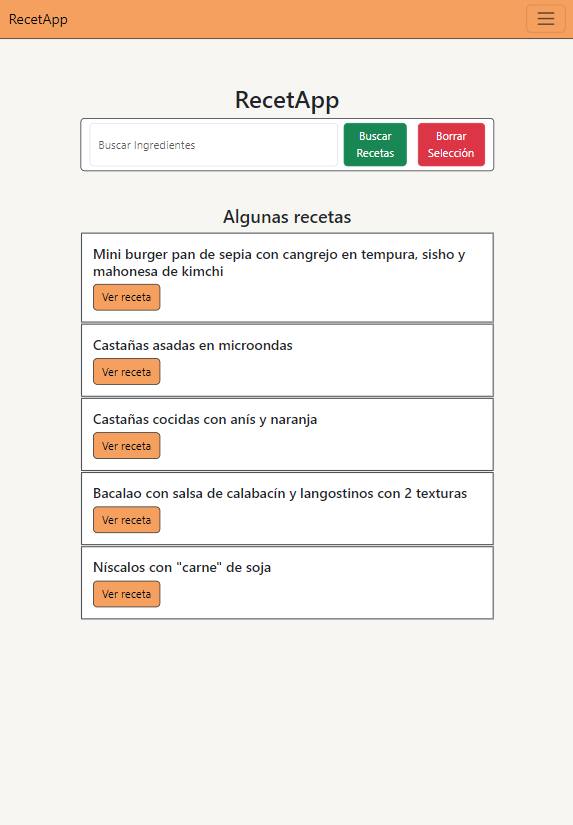 RecetApp
RecetApp
Buscar Ingredientes
Buscar
Recetas
Borrar
Selección
Algunas recetas
Mini burger pan de sepia con cangrejo en tempura, sisho y
mahonesa de kimchi
Ver receta
Castañas asadas en microondas
Ver receta
Castañas cocidas con anís y naranja
Ver receta
Bacalao con salsa de calabacín y langostinos con 2 texturas
Ver receta
Níscalos con "carne" de soja
Ver receta